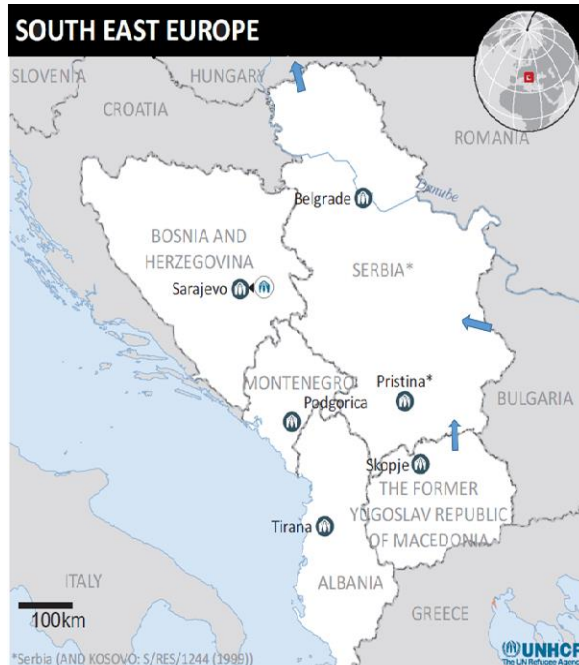 SOUTH EAST EUROPE
SLOVENIA
HUNGARY
CROATIA
ROMANIA
Danube
Belgrade
BOSNIA AND
HERZEGOVINA
SERBIA*
Sarajevo
MONTENEGRO
Podgorica
Pristina*
BULGARIA
Skopje
THE FORMER
YUGOSLAV REPUBLIC
OF MACEDONIA
Tirana
ITALY
ALBANIA
GREECE
100km
*Serbia (AND KOSOVO: S/RES/1244 (1999))
UNHCR
The UN Refugee Agency